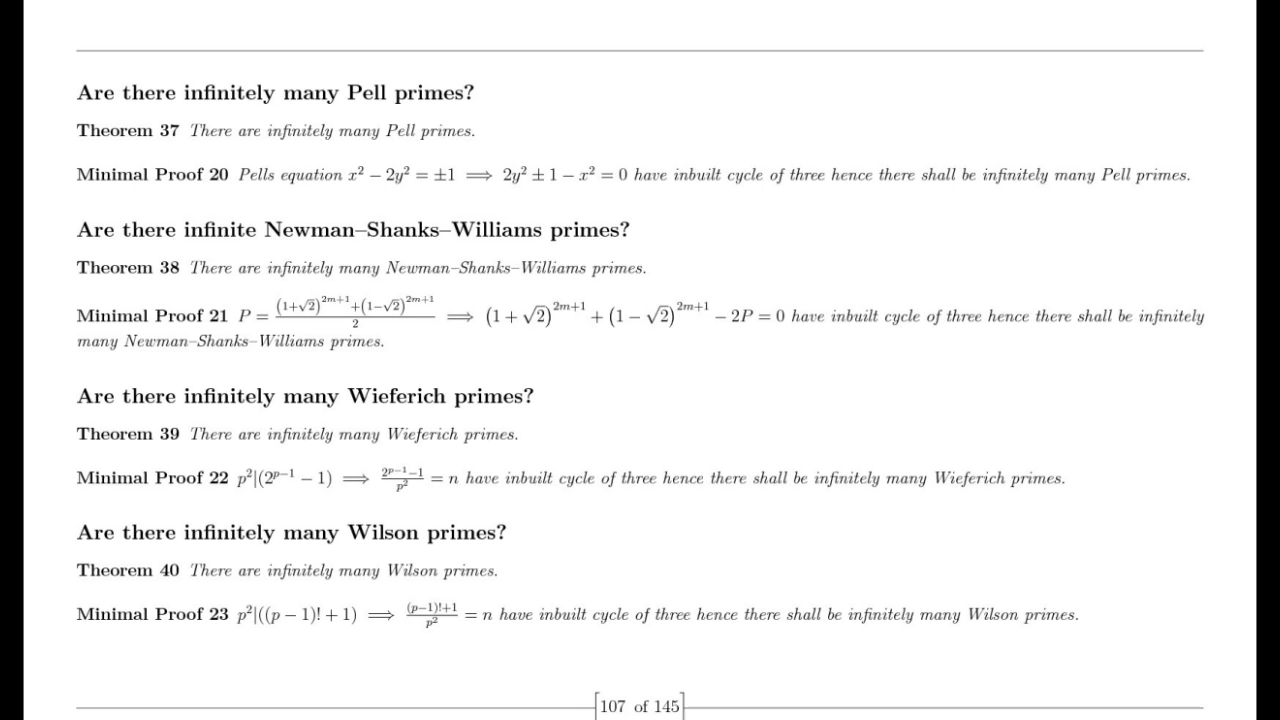 Are there infinitely many Pell primes?
Theorem 37 There are infinitely many Pell primes.
Minimal Proof 20 Pells equation x² − 2y² = ±1 ⟹ 2y² ± 1 − x² = 0 have inbuilt cycle of three hence there shall be infinitely many Pell primes.
Are there infinite Newman–Shanks–Williams primes?
Theorem 38 There are infinitely many Newman–Shanks–Williams primes.
Minimal Proof 21 P = ((1+√2)^{2m+1}+(1−√2)^{2m+1})/2 ⟹ (1 + √2)^{2m+1} + (1 − √2)^{2m+1} − 2P = 0 have inbuilt cycle of three hence there shall be infinitely
many Newman–Shanks–Williams primes.
Are there infinitely many Wieferich primes?
Theorem 39 There are infinitely many Wieferich primes.
Minimal Proof 22 p²|(2^{p−1} − 1) ⟹ (2^{p−1}−1)/p² = n have inbuilt cycle of three hence there shall be infinitely many Wieferich primes.
Are there infinitely many Wilson primes?
Theorem 40 There are infinitely many Wilson primes.
Minimal Proof 23 p²|((p − 1)! + 1) ⟹ ((p−1)!+1)/p² = n have inbuilt cycle of three hence there shall be infinitely many Wilson primes.
[107 of 145]